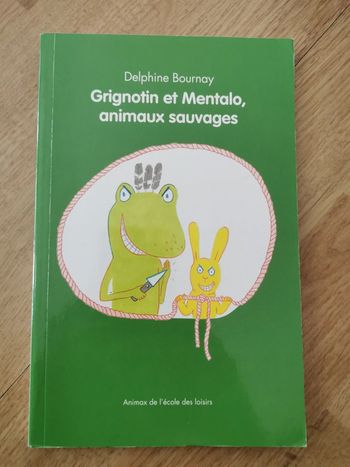 Delphine Bournay
Grignotin et Mentalo,
animaux sauvages
Animax de l'école des loisirs